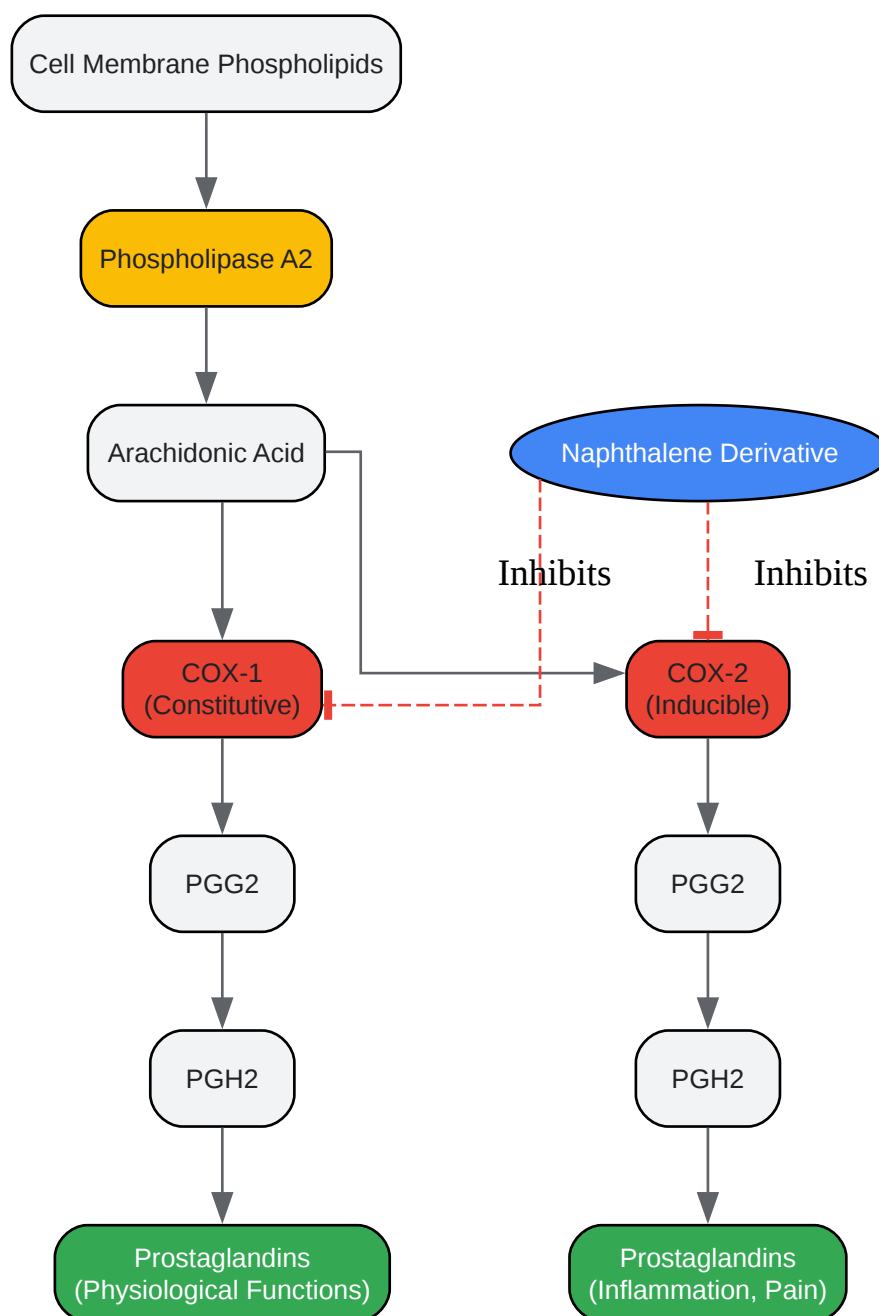 Cell Membrane Phospholipids
Phospholipase A2
Arachidonic Acid
Naphthalene Derivative
Inhibits
Inhibits
COX-1
(Constitutive)
COX-2
(Inducible)
PGG2
PGG2
PGH2
PGH2
Prostaglandins
(Physiological Functions)
Prostaglandins
(Inflammation, Pain)